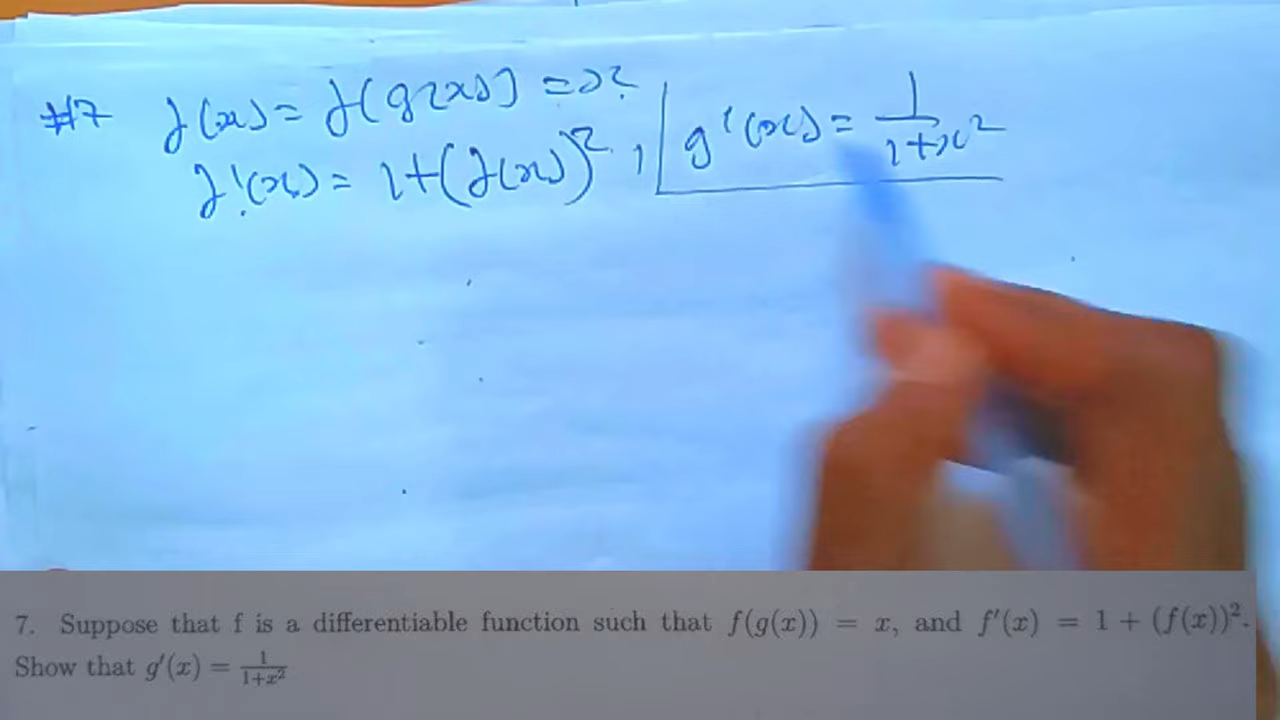 #7 f(x) = f(g(x)) = x
f'(x) = 1+(f(x))², g'(x) = 1/1+x²
7. Suppose that f is a differentiable function such that f(g(x)) = x, and f′(x) = 1 + (f(x))².
Show that g′(x) = 1/1+x²